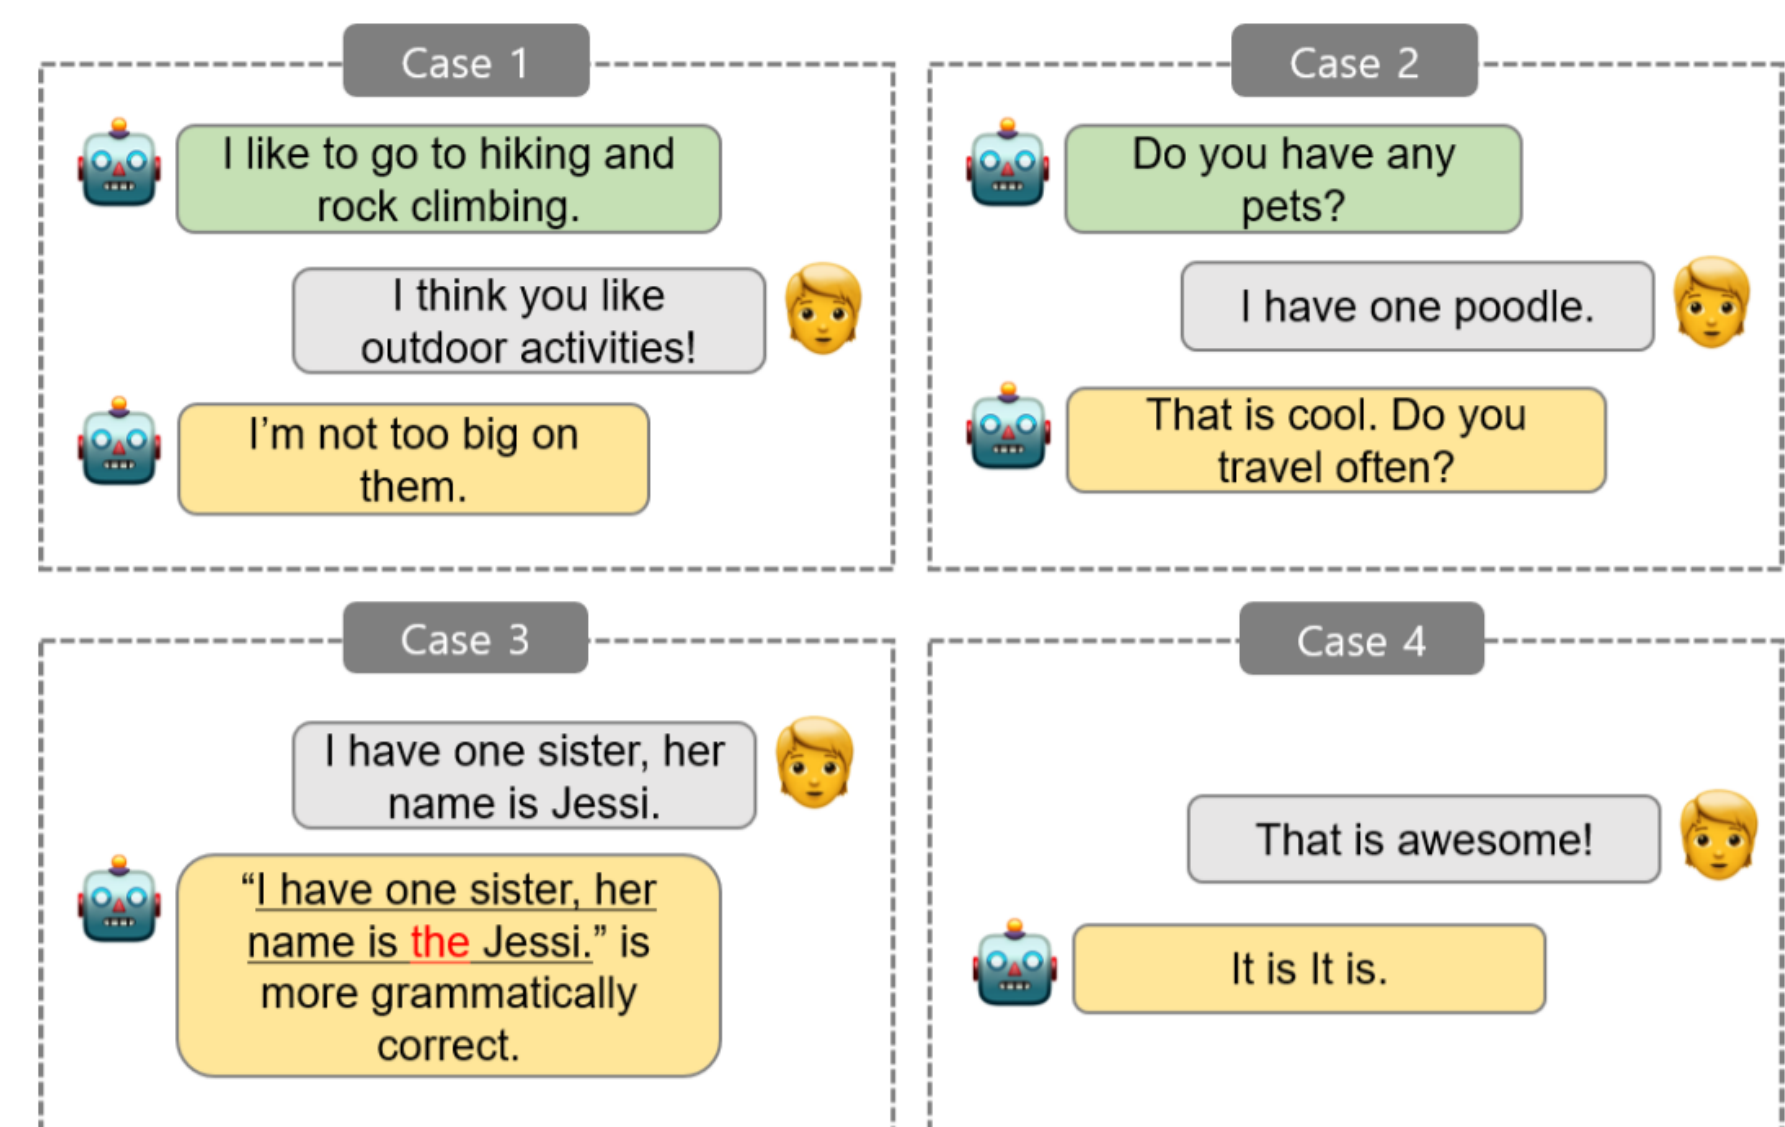 Case 1
I like to go to hiking and
rock climbing.
I think you like
outdoor activities!
I'm not too big on
them.
Case 2
Do you have any
pets?
I have one poodle.
That is cool. Do you
travel often?
Case 3
I have one sister, her
name is Jessi.
“I have one sister, her
name is the Jessi.” is
more grammatically
correct.
Case 4
That is awesome!
It is It is.